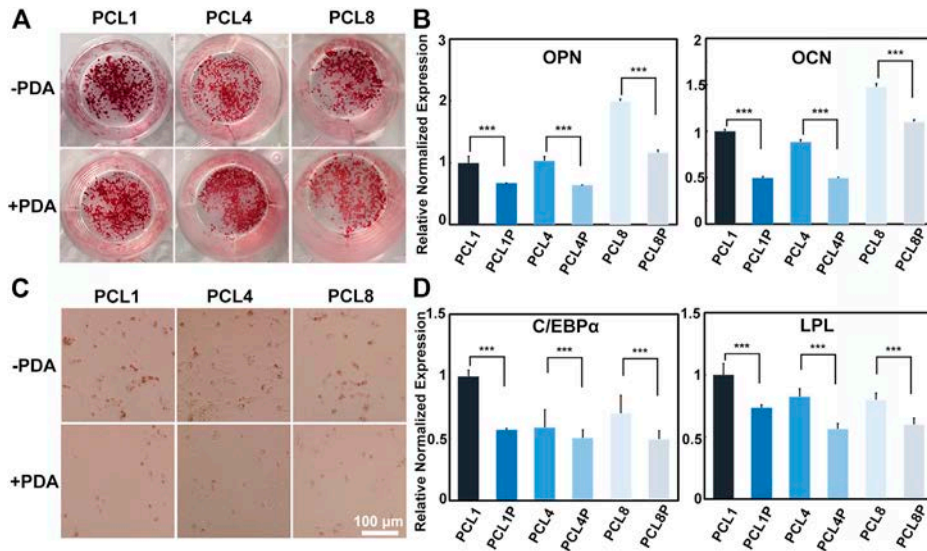 A
PCL1 PCL4 PCL8
-PDA
+PDA
B
Relative Normalized Expression
OPN
3
2
1
0
*** *** ***
PCL1 PCL1P PCL4 PCL4P PCL8 PCL8P
OCN
2
1.5
1
0.5
0
*** *** ***
PCL1 PCL1P PCL4 PCL4P PCL8 PCL8P
C
PCL1 PCL4 PCL8
-PDA
+PDA
100 μm
D
Relative Normalized Expression
C/EBPα
1
0.5
0
*** *** ***
PCL1 PCL1P PCL4 PCL4P PCL8 PCL8P
LPL
1.5
1
0.5
0
*** *** ***
PCL1 PCL1P PCL4 PCL4P PCL8 PCL8P